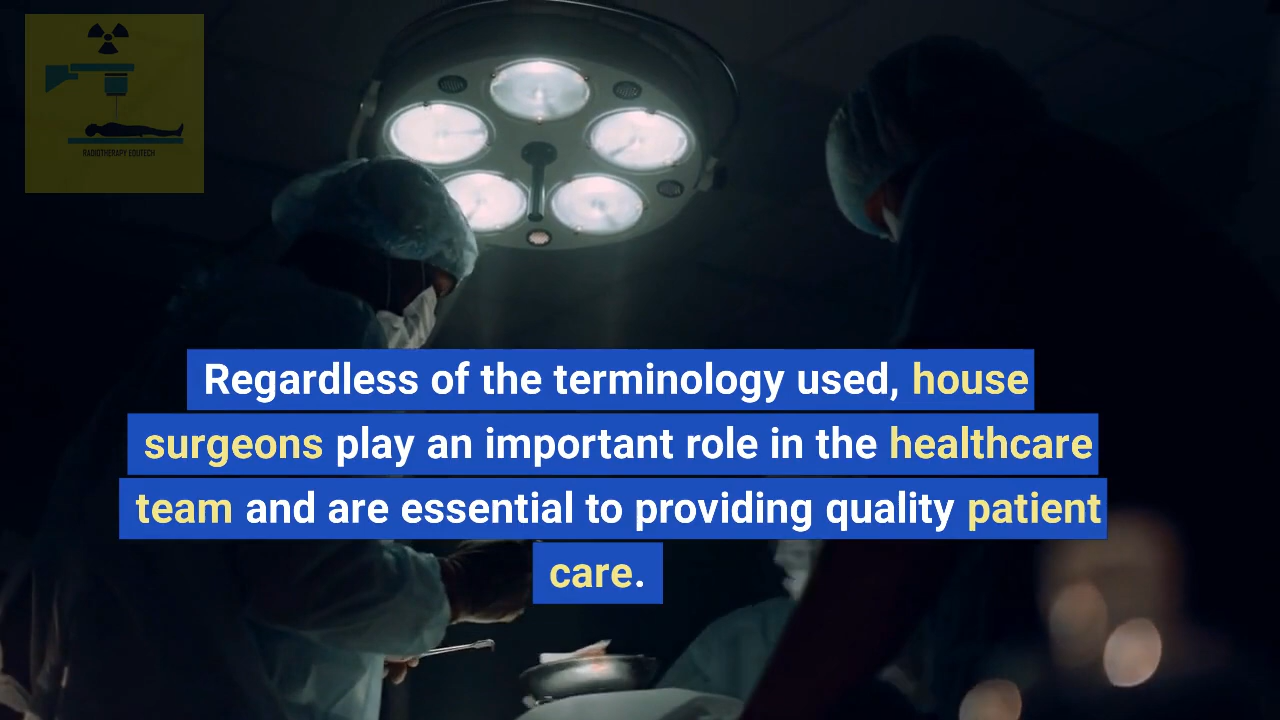 RADIOTHERAPY EDUTECH
Regardless of the terminology used, house
surgeons play an important role in the healthcare
team and are essential to providing quality patient
care.